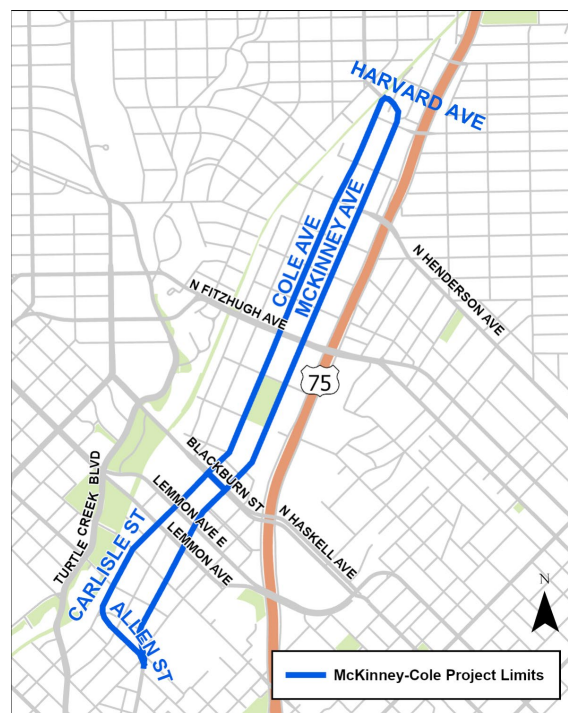 HARVARD AVE
COLE AVE
MCKINNEY AVE
N HENDERSON AVE
N FITZHUGH AVE
75
BLACKBURN ST
LEMMON AVE E
N HASKELL AVE
LEMMON AVE
TURTLE CREEK BLVD
CARLISLE ST
ALLEN ST
N
McKinney-Cole Project Limits